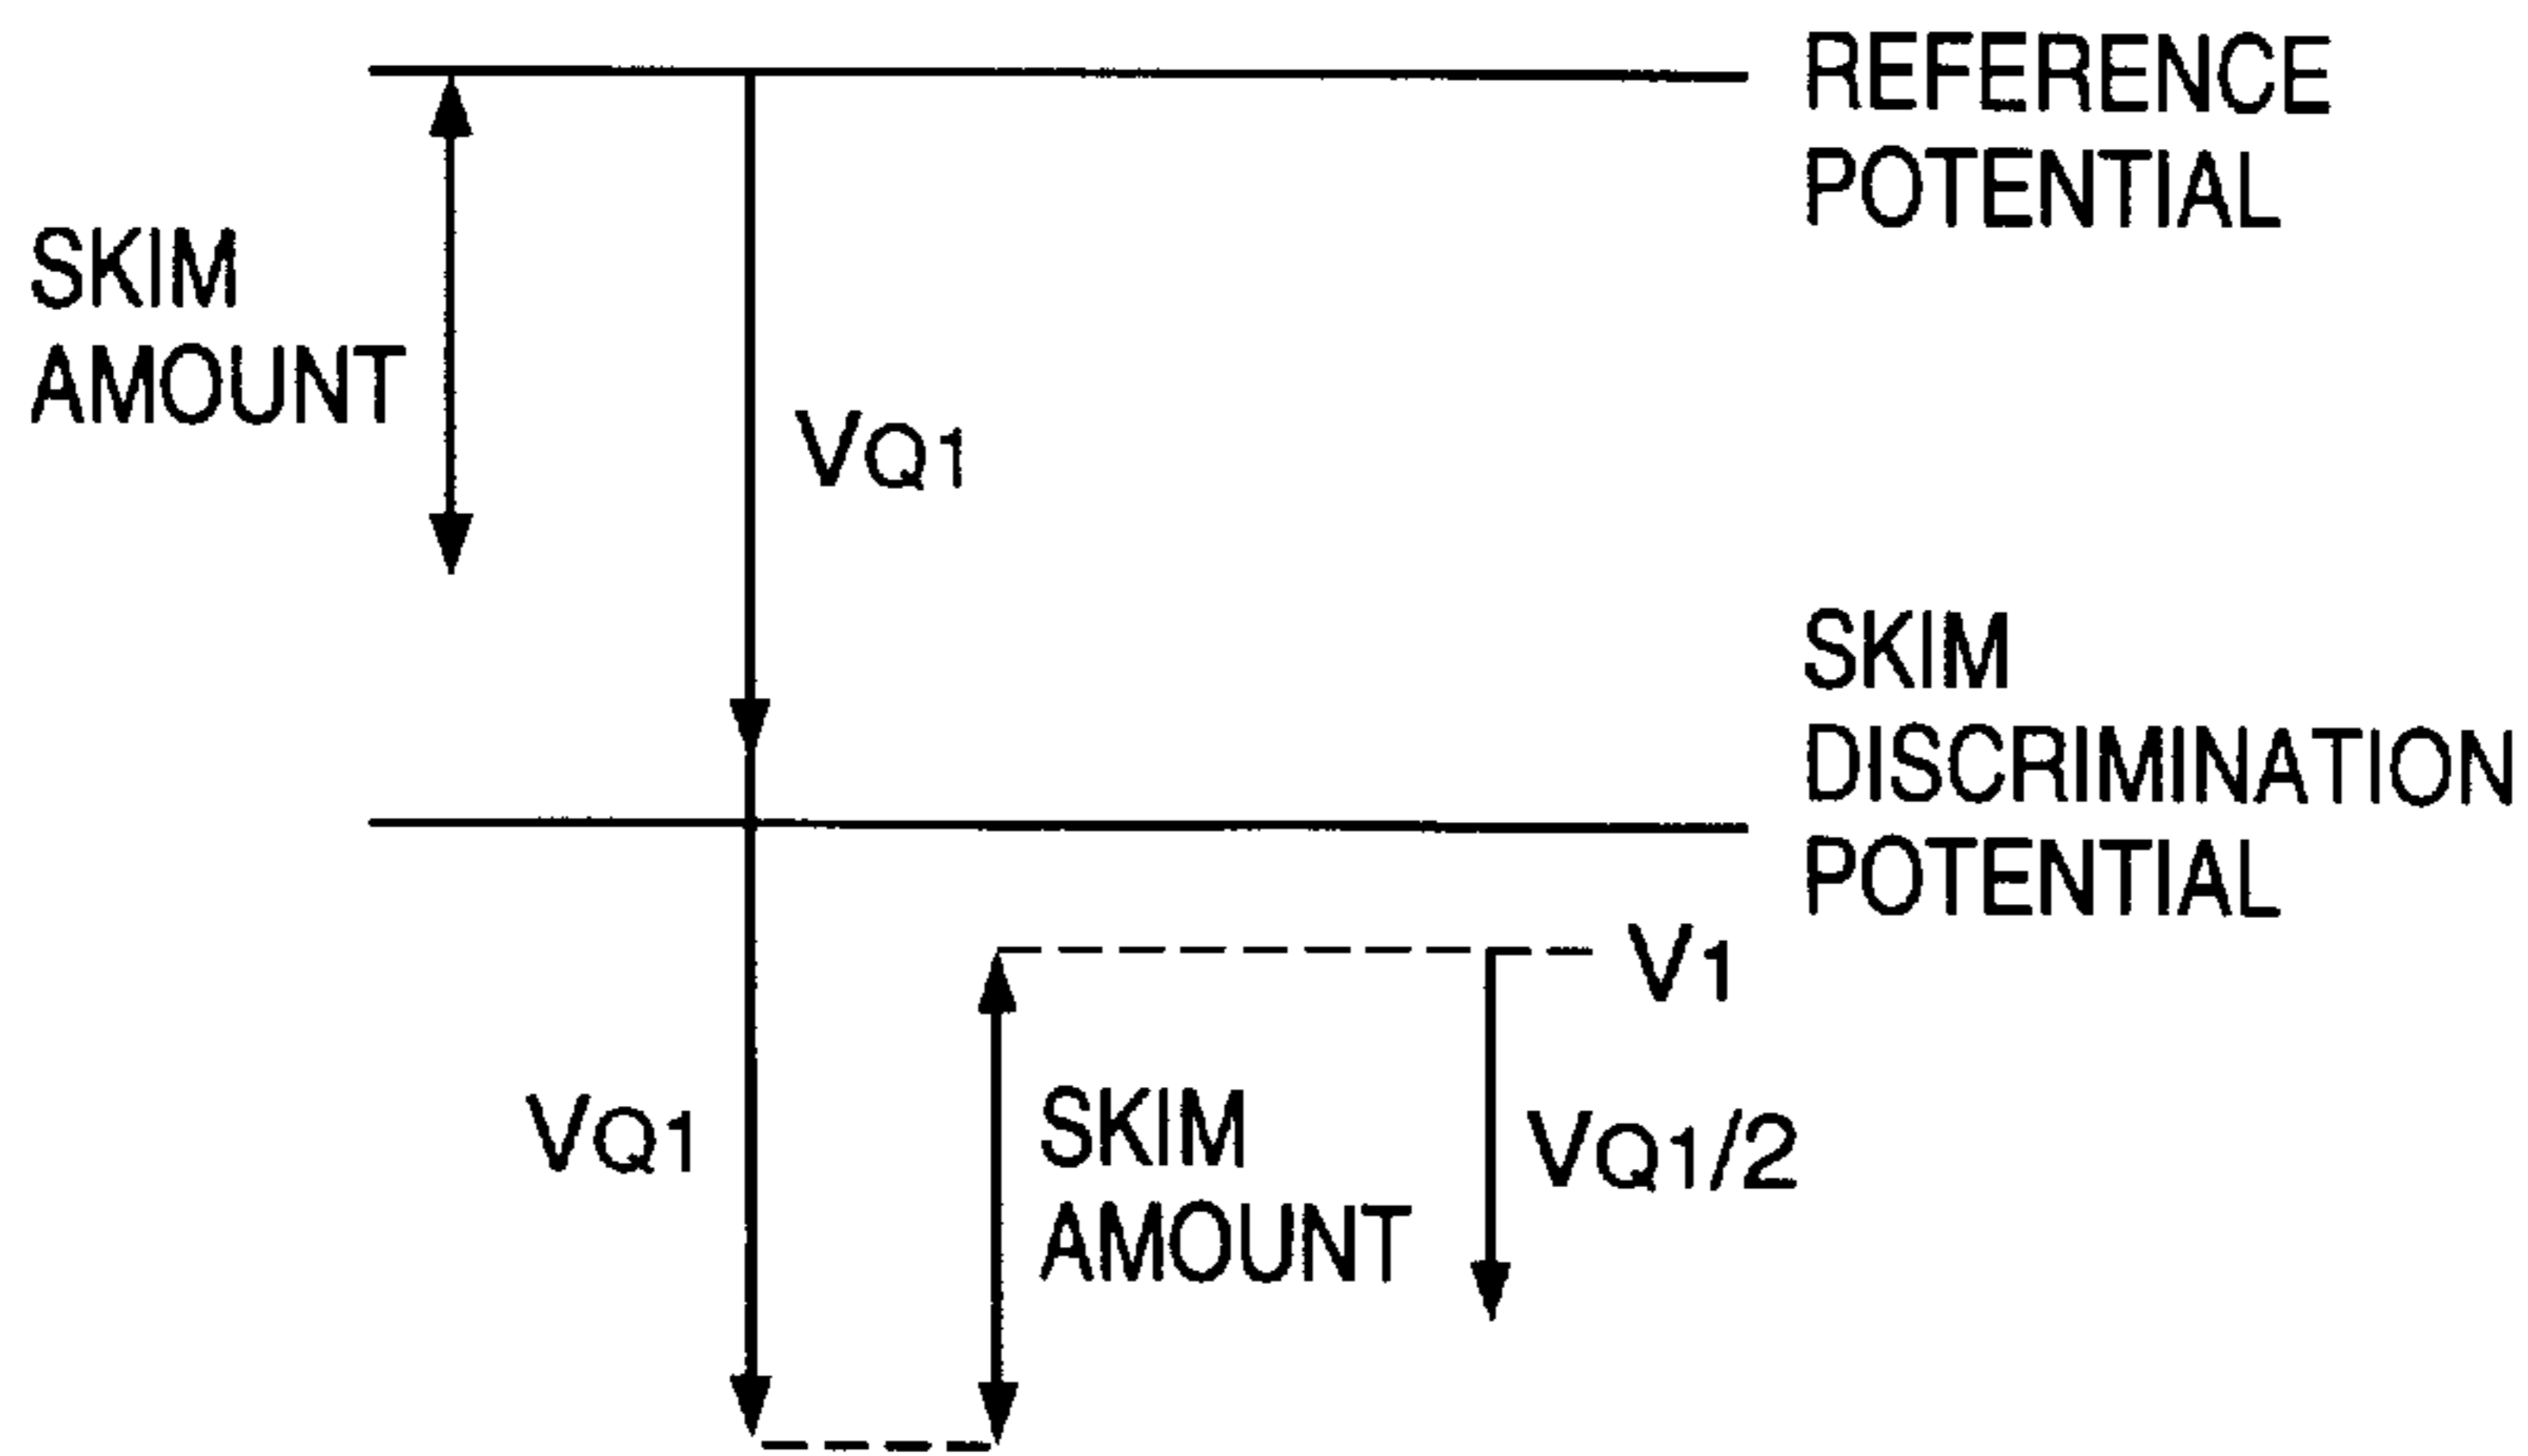 REFERENCE
POTENTIAL
SKIM
AMOUNT
VQ1
SKIM
DISCRIMINATION
POTENTIAL
V1
VQ1
SKIM
AMOUNT
VQ1/2